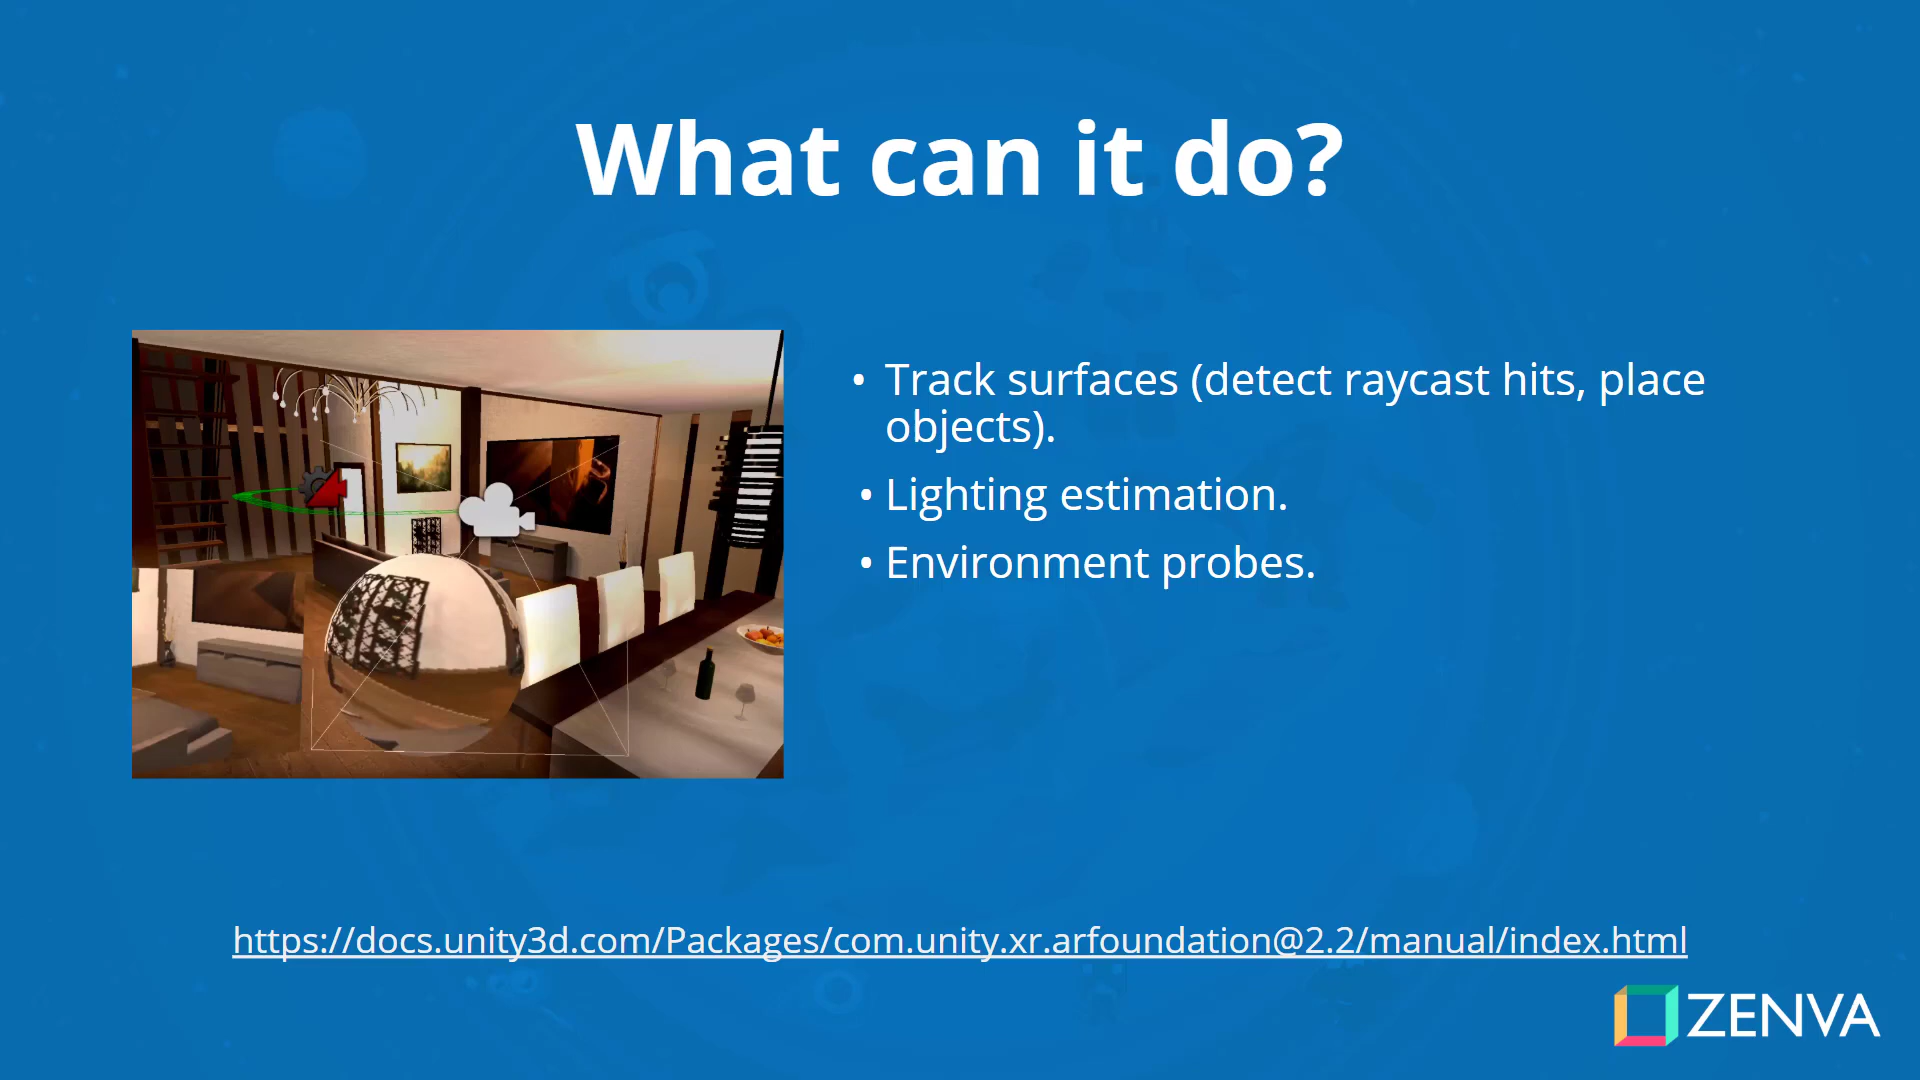 What can it do?
• Track surfaces (detect raycast hits, place
objects).
• Lighting estimation.
• Environment probes.
https://docs.unity3d.com/Packages/com.unity.xr.arfoundation@2.2/manual/index.html
ZENVA